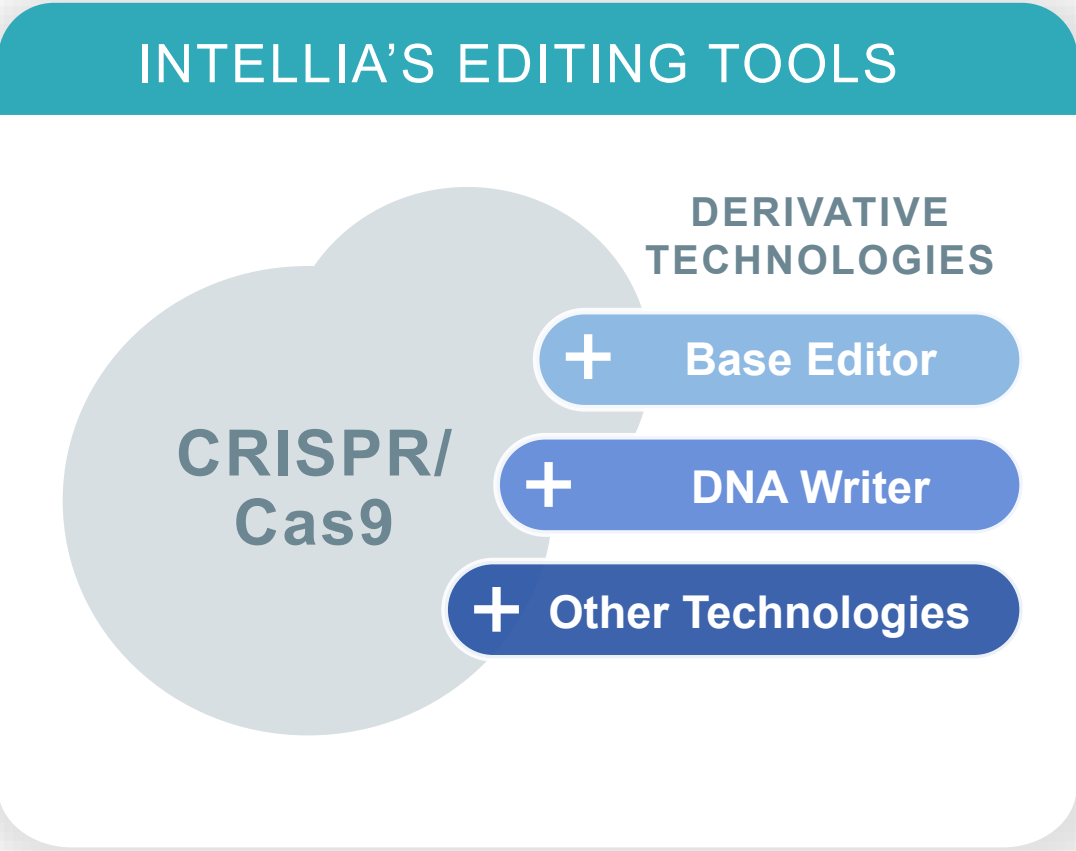 INTELLIA’S EDITING TOOLS
DERIVATIVE
TECHNOLOGIES
+ Base Editor
CRISPR/
Cas9
+ DNA Writer
+ Other Technologies